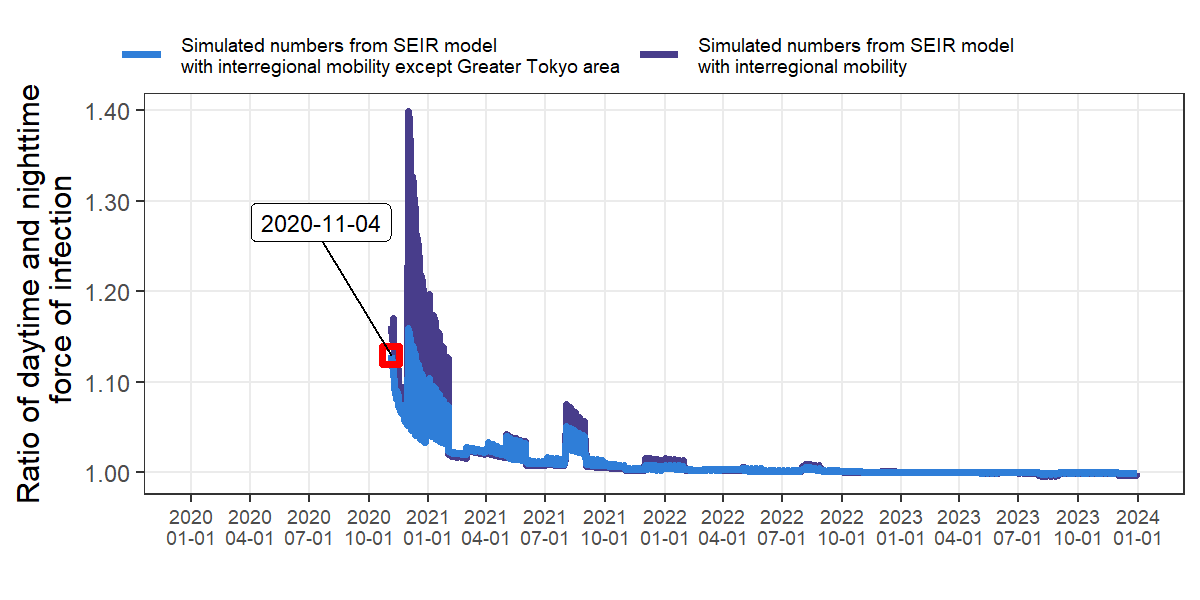 Simulated numbers from SEIR model
with interregional mobility except Greater Tokyo area
Simulated numbers from SEIR model
with interregional mobility
Ratio of daytime and nighttime
force of infection
1.40
1.30
1.20
1.10
1.00
2020-11-04
2020 2020 2020 2020 2021 2021 2021 2021 2022 2022 2022 2022 2023 2023 2023 2023 2024
01-01 04-01 07-01 10-01 01-01 04-01 07-01 10-01 01-01 04-01 07-01 10-01 01-01 04-01 07-01 10-01 01-01